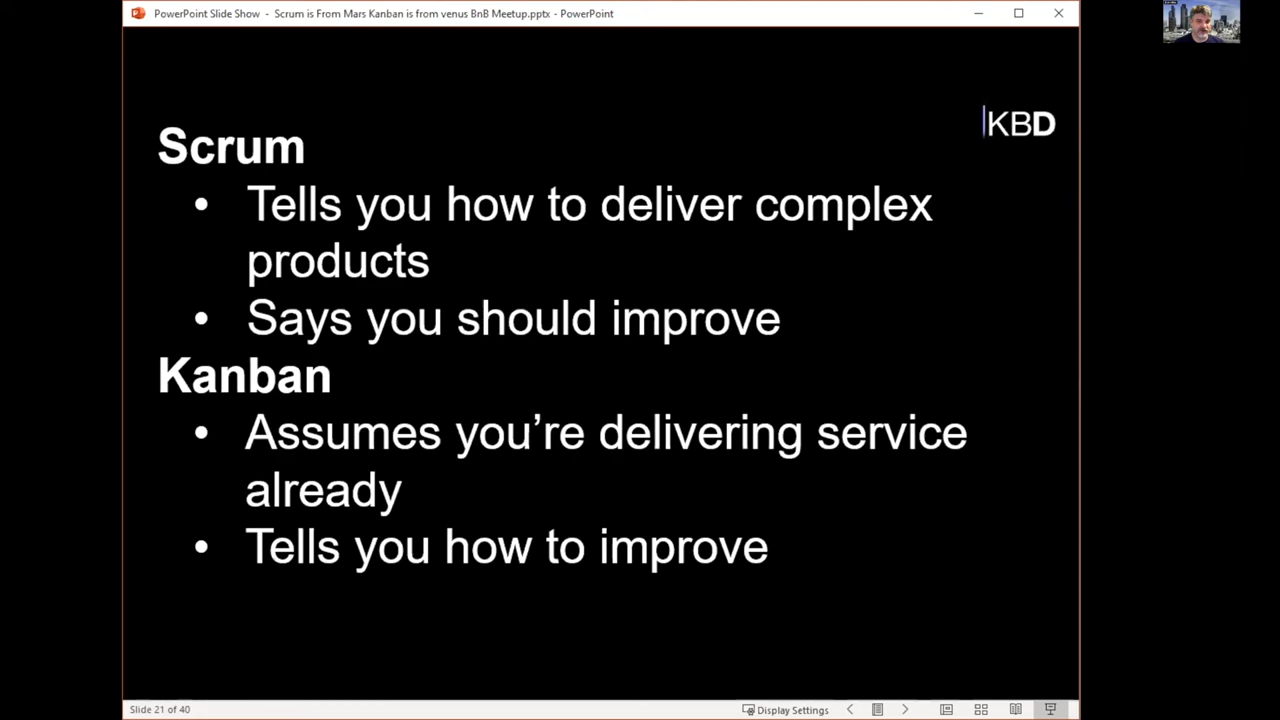 PowerPoint Slide Show - Scrum is From Mars Kanban is from venus BnB Meetup.pptx - PowerPoint
KBD
Scrum
• Tells you how to deliver complex
products
• Says you should improve
Kanban
• Assumes you’re delivering service
already
• Tells you how to improve
Slide 21 of 40
Display Settings